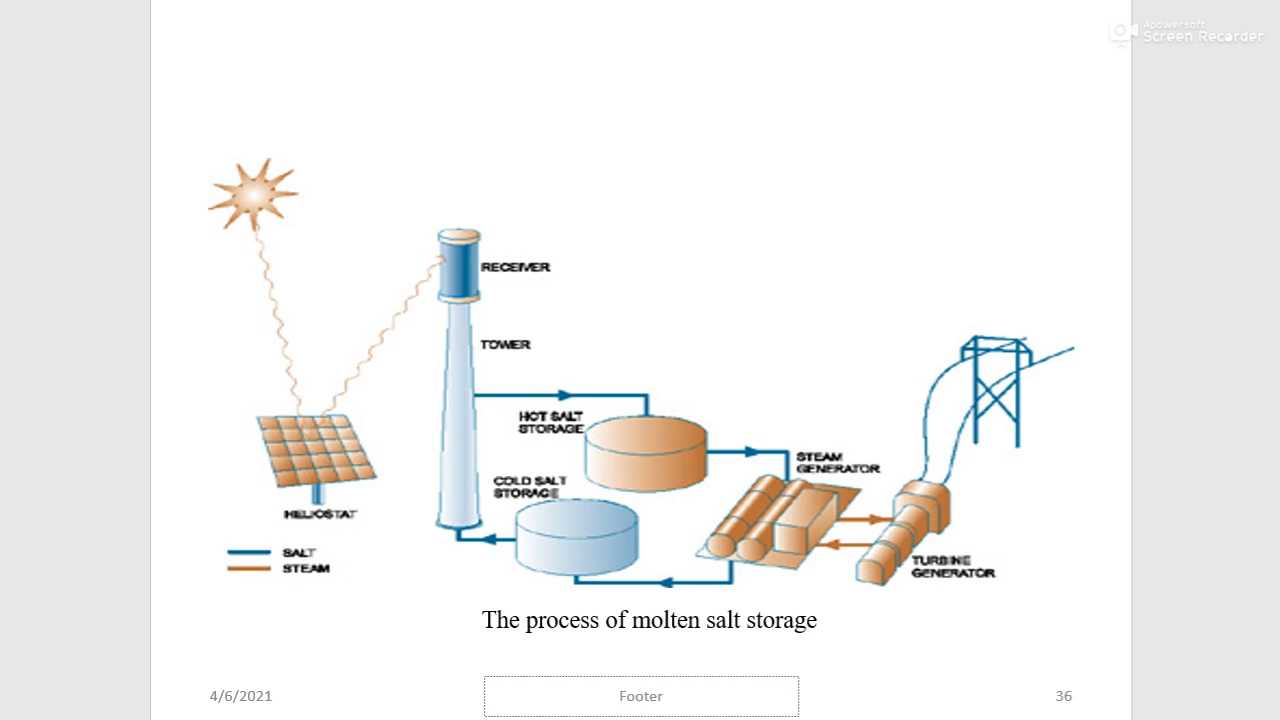 Apowersoft
Screen Recorder
RECEIVER
TOWER
HOT SALT
STORAGE
STEAM
GENERATOR
COLD SALT
STORAGE
HELIOSTAT
SALT
STEAM
TURBINE
GENERATOR
The process of molten salt storage
4/6/2021
Footer
36